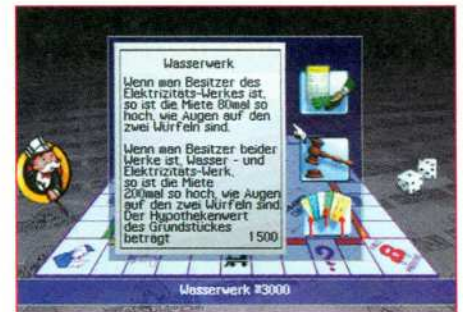 Wasserwerk
Wenn man Besitzer des
Elektrizitäts-Werkes ist,
so ist die Miete 80mal so
hoch, wie Augen auf den
zwei Würfeln sind.
Wenn man Besitzer beider
Werke ist, Wasser - und
Elektrizitäts-Werk,
so ist die Miete
200mal so hoch, wie Augen
auf den zwei Würfeln sind.
Der Hypothekenwert
des Grundstückes
beträgt 1500
Wasserwerk #3000